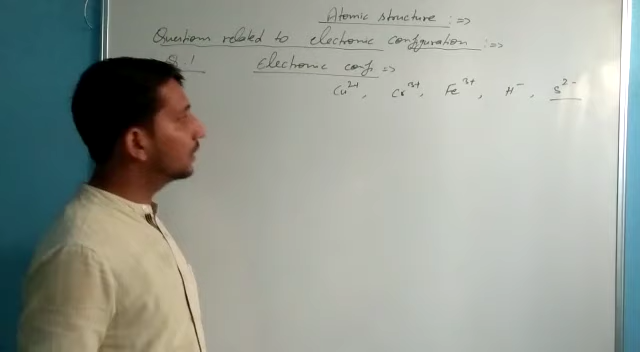 Atomic structure :=>
Questions related to electronic configuration :=>
Q.1 Electronic conf =>
Cu²⁺, Cr³⁺, Fe³⁺, H⁻, S²⁻